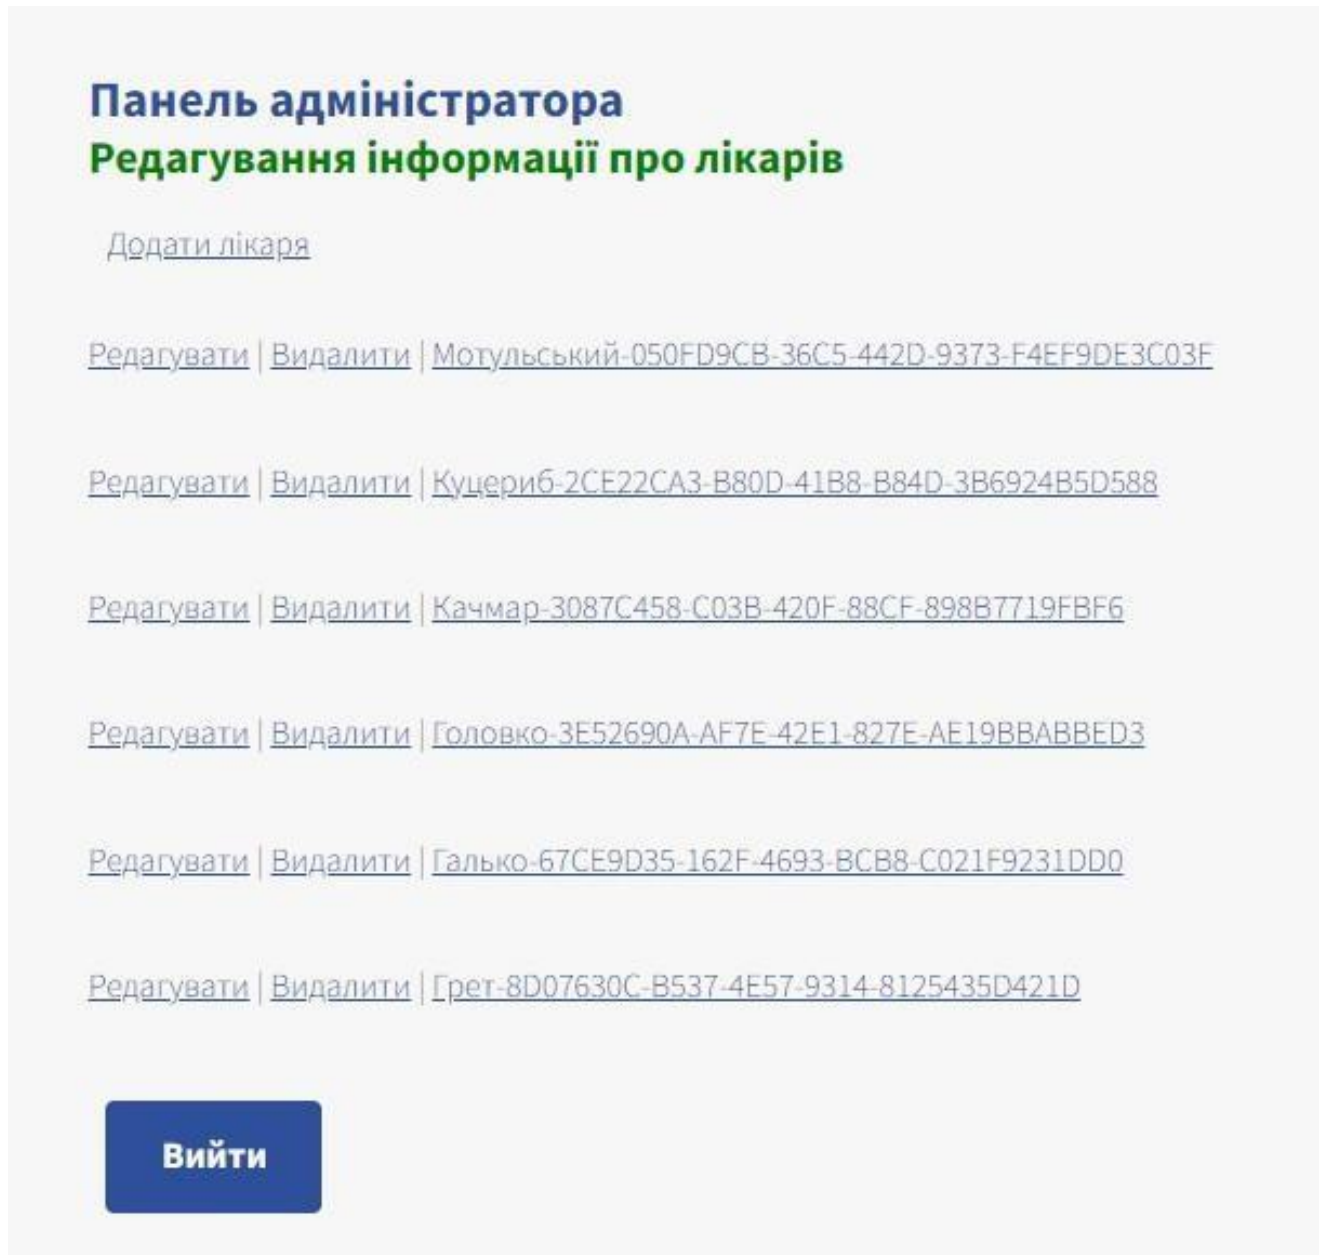 Панель адміністратора
Редагування інформації про лікарів
Додати лікаря
Редагувати | Видалити | Мотульський-050FD9CB-36C5-442D-9373-F4EF9DE3C03F
Редагувати | Видалити | Куцериб-2CE22CA3-B80D-41B8-B84D-3B6924B5D588
Редагувати | Видалити | Качмар-3087C458-C03B-420F-88CF-898B7719FBF6
Редагувати | Видалити | Головко-3E52690A-AF7E-42E1-827E-AE19BBABBED3
Редагувати | Видалити | Галько-67CE9D35-162F-4693-BCB8-C021F9231DD0
Редагувати | Видалити | Грет-8D07630C-B537-4E57-9314-8125435D421D
Вийти